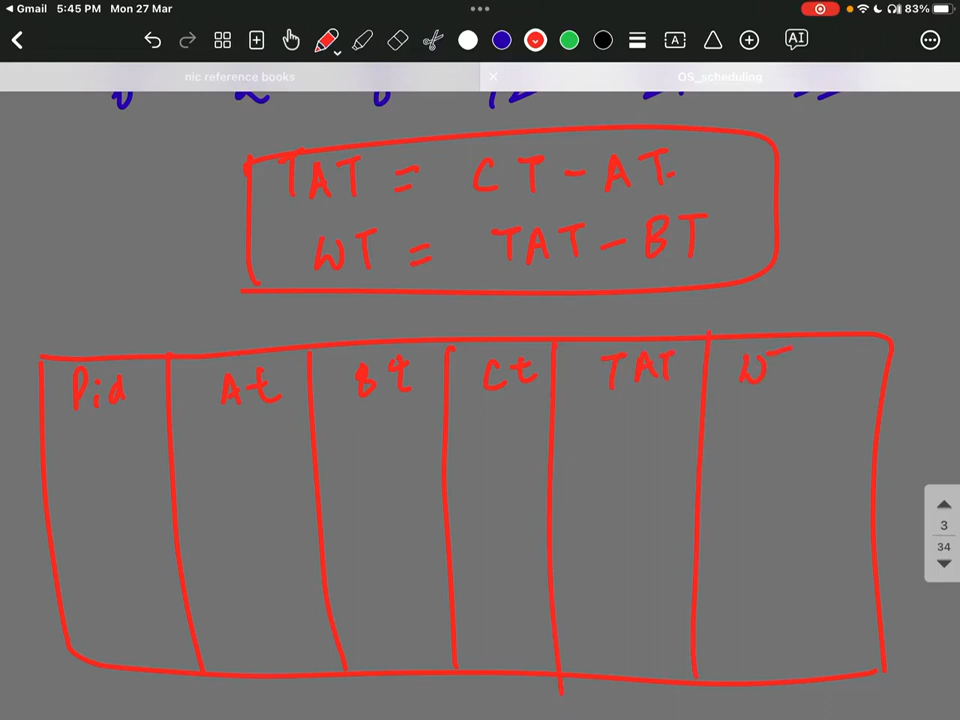 Gmail 5:45 PM Mon 27 Mar 83%
A AI
nic reference books OS_scheduling
TAT = CT - AT
WT = TAT - BT
Pid At Bt Ct TAT W
3
34